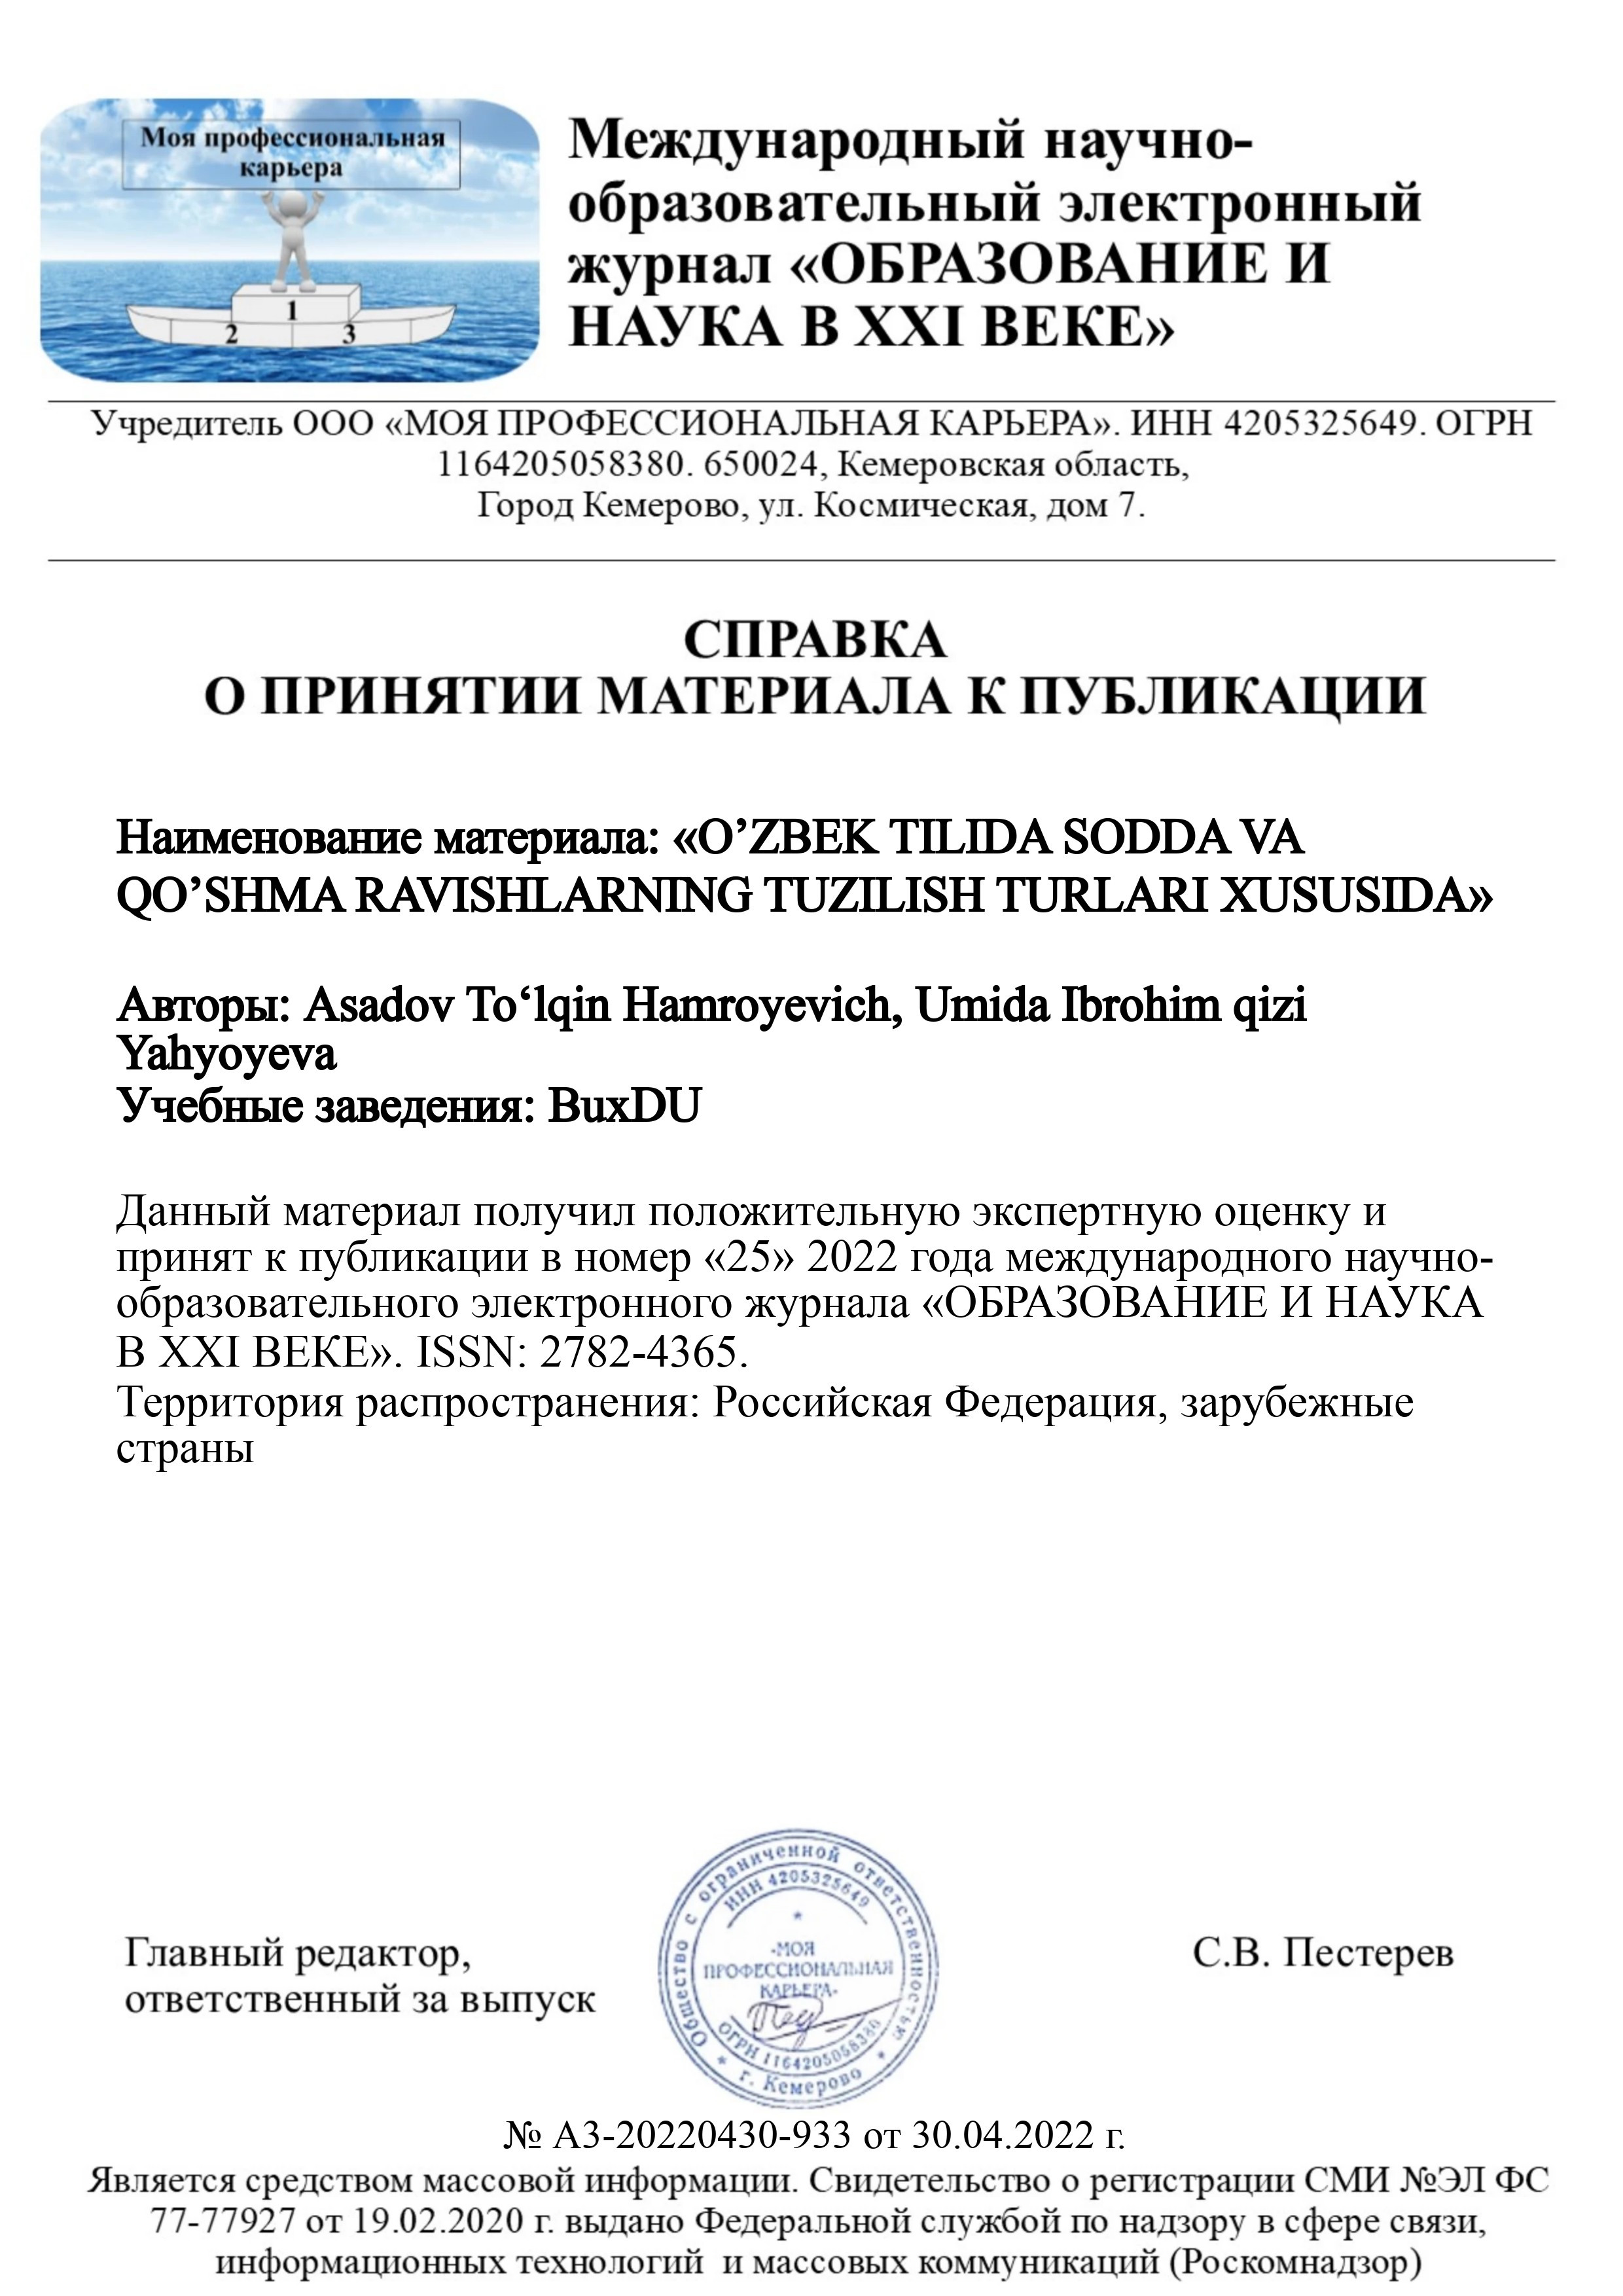 Моя профессиональная
карьера
1
2
3
Международный научно-
образовательный электронный
журнал «ОБРАЗОВАНИЕ И
НАУКА В XXI ВЕКЕ»
Учредитель ООО «МОЯ ПРОФЕССИОНАЛЬНАЯ КАРЬЕРА». ИНН 4205325649. ОГРН
1164205058380. 650024, Кемеровская область,
Город Кемерово, ул. Космическая, дом 7.
СПРАВКА
О ПРИНЯТИИ МАТЕРИАЛА К ПУБЛИКАЦИИ
Наименование материала: «O’ZBEK TILIDA SODDA VA
QO’SHMA RAVISHLARNING TUZILISH TURLARI XUSUSIDA»
Авторы: Asadov To‘lqin Hamroyevich, Umida Ibrohim qizi
Yahyoyeva
Учебные заведения: BuxDU
Данный материал получил положительную экспертную оценку и
принят к публикации в номер «25» 2022 года международного научно-
образовательного электронного журнала «ОБРАЗОВАНИЕ И НАУКА
В XXI ВЕКЕ». ISSN: 2782-4365.
Территория распространения: Российская Федерация, зарубежные
страны
Главный редактор,
ответственный за выпуск
Общество с ограниченной ответственностью
ИНН 4205325649
«МОЯ
ПРОФЕССИОНАЛЬНАЯ
КАРЬЕРА»
ОГРН 1164205058380
* г. Кемерово *
С.В. Пестерев
№ А3-20220430-933 от 30.04.2022 г.
Является средством массовой информации. Свидетельство о регистрации СМИ №ЭЛ ФС
77-77927 от 19.02.2020 г. выдано Федеральной службой по надзору в сфере связи,
информационных технологий и массовых коммуникаций (Роскомнадзор)